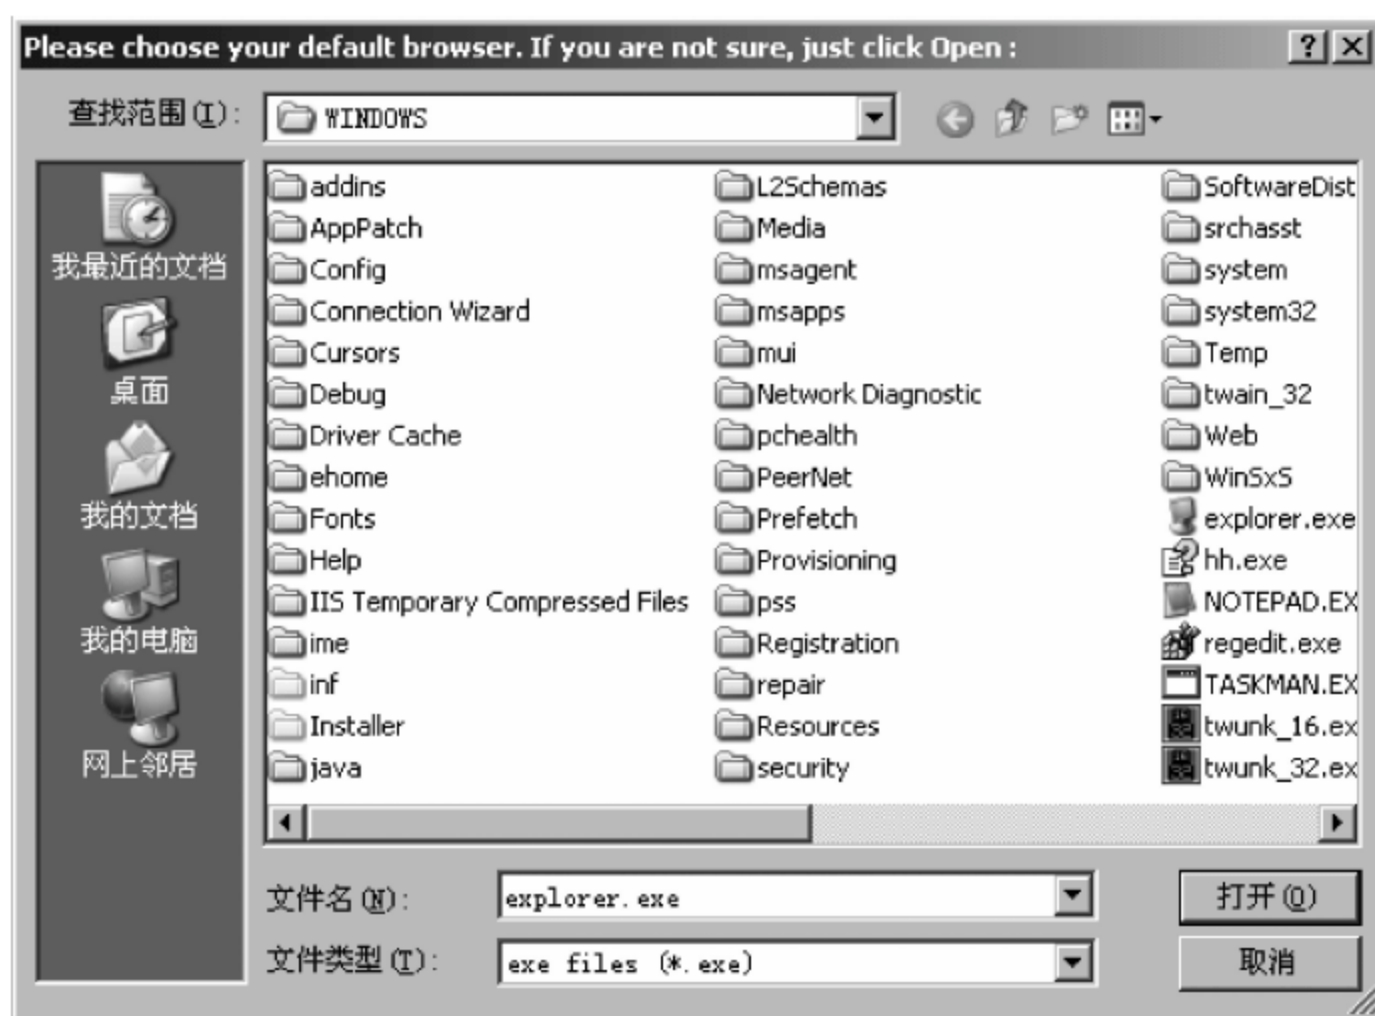 Please choose your default browser. If you are not sure, just click Open :
查找范围(I):
WINDOWS
我最近的文档
桌面
我的文档
我的电脑
网上邻居
addins
AppPatch
Config
Connection Wizard
Cursors
Debug
Driver Cache
ehome
Fonts
Help
IIS Temporary Compressed Files
ime
inf
Installer
java
L2Schemas
Media
msagent
msapps
mui
Network Diagnostic
pchealth
PeerNet
Prefetch
Provisioning
pss
Registration
repair
Resources
security
SoftwareDist
srchasst
system
system32
Temp
twain_32
Web
WinSxS
explorer.exe
hh.exe
NOTEPAD.EX
regedit.exe
TASKMAN.EX
twunk_16.ex
twunk_32.ex
文件名(N):
explorer.exe
打开(O)
文件类型(T):
exe files (*.exe)
取消